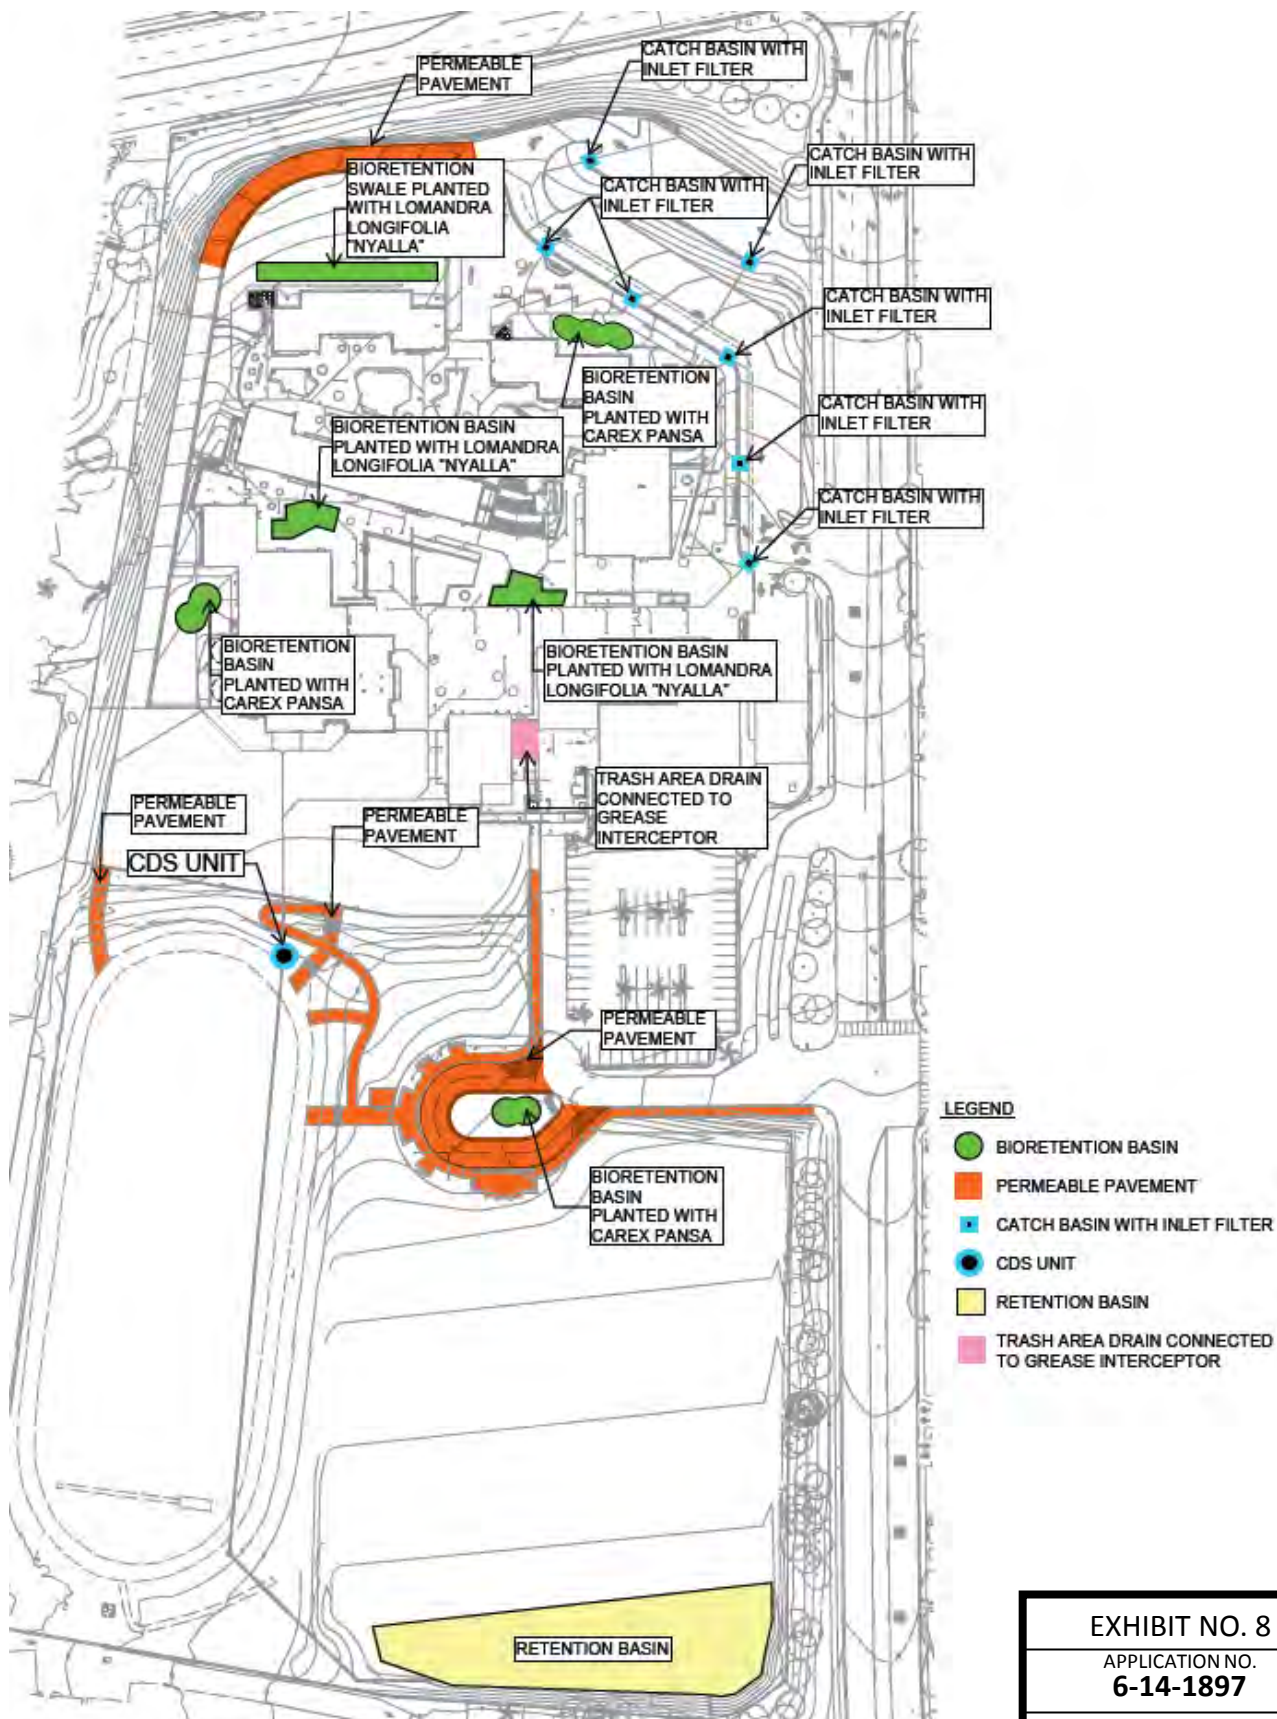 CATCH BASIN WITH
INLET FILTER
PERMEABLE
PAVEMENT
CATCH BASIN WITH
INLET FILTER
BIORETENTION
SWALE PLANTED
WITH LOMANDRA
LONGIFOLIA
"NYALLA"
CATCH BASIN WITH
INLET FILTER
CATCH BASIN WITH
INLET FILTER
BIORETENTION
BASIN
PLANTED WITH
CAREX PANSA
CATCH BASIN WITH
INLET FILTER
BIORETENTION BASIN
PLANTED WITH LOMANDRA
LONGIFOLIA "NYALLA"
CATCH BASIN WITH
INLET FILTER
BIORETENTION
BASIN
PLANTED WITH
CAREX PANSA
BIORETENTION BASIN
PLANTED WITH LOMANDRA
LONGIFOLIA "NYALLA"
TRASH AREA DRAIN
CONNECTED TO
GREASE
INTERCEPTOR
PERMEABLE
PAVEMENT
PERMEABLE
PAVEMENT
CDS UNIT
PERMEABLE
PAVEMENT
BIORETENTION
BASIN
PLANTED WITH
CAREX PANSA
LEGEND
BIORETENTION BASIN
PERMEABLE PAVEMENT
CATCH BASIN WITH INLET FILTER
CDS UNIT
RETENTION BASIN
TRASH AREA DRAIN CONNECTED
TO GREASE INTERCEPTOR
RETENTION BASIN
EXHIBIT NO. 8
APPLICATION NO.
6-14-1897